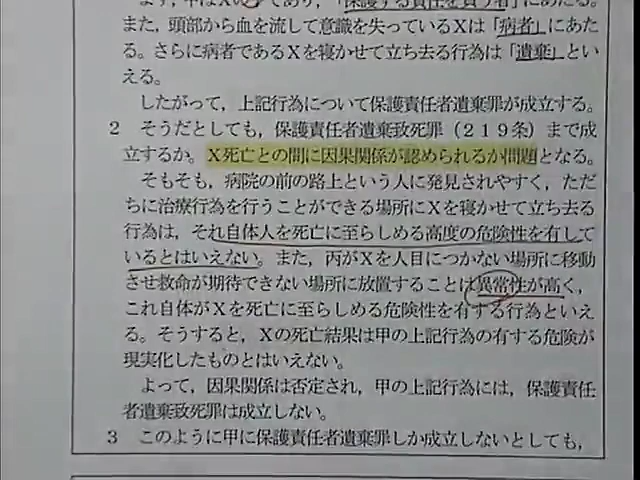 「保護する責任を負う者」にあたる。
また，頭部から血を流して意識を失っているＸは「病者」にあた
る。さらに病者であるＸを寝かせて立ち去る行為は「遺棄」とい
える。
したがって，上記行為について保護責任者遺棄罪が成立する。
２　そうだとしても，保護責任者遺棄致死罪（２１９条）まで成
立するか。Ｘ死亡との間に因果関係が認められるか問題となる。
そもそも，病院の前の路上という人に発見されやすく，ただ
ちに治療行為を行うことができる場所にＸを寝かせて立ち去る
行為は，それ自体人を死亡に至らしめる高度の危険性を有して
いるとはいえない。また，丙がＸを人目につかない場所に移動
させ救命が期待できない場所に放置することは異常性が高く，
これ自体がＸを死亡に至らしめる危険性を有する行為といえ
る。そうすると，Ｘの死亡結果は甲の上記行為の有する危険が
現実化したものとはいえない。
よって，因果関係は否定され，甲の上記行為には，保護責任
者遺棄致死罪は成立しない。
３　このように甲に保護責任者遺棄罪しか成立しないとしても，